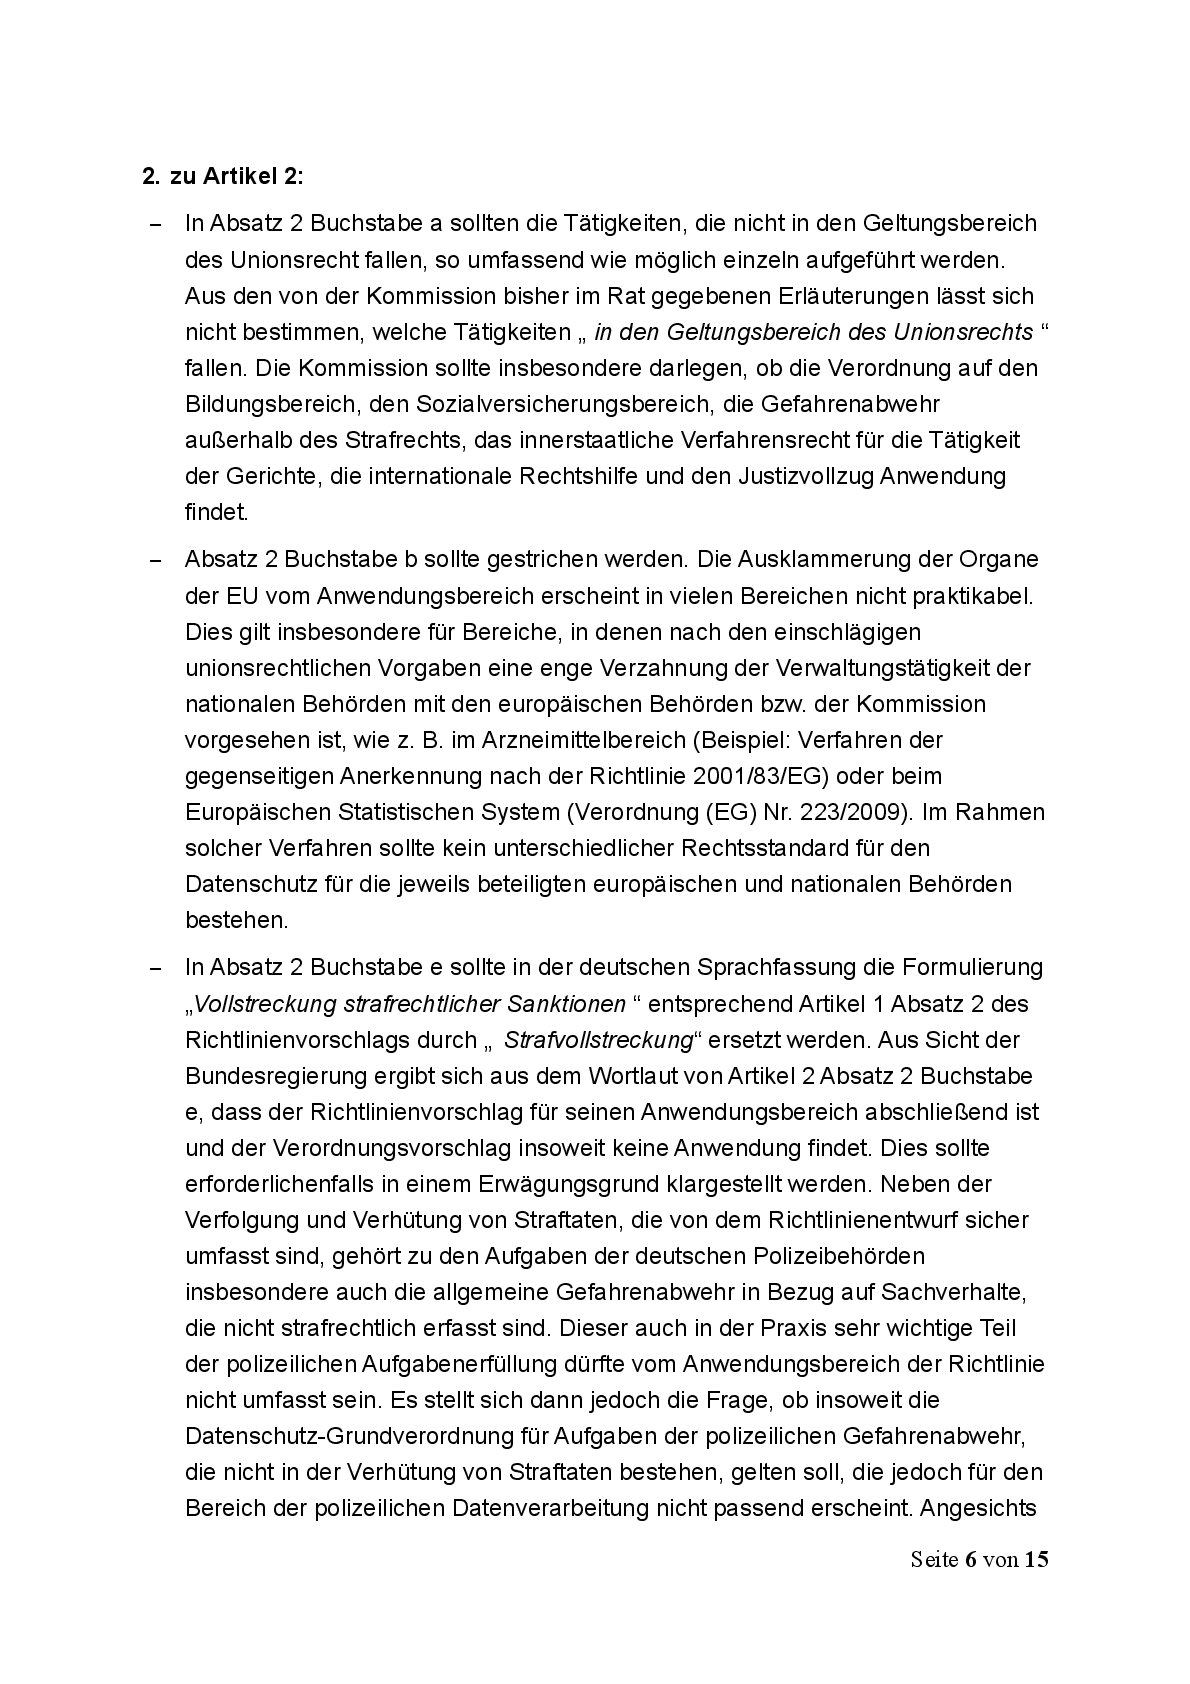 2. zu Artikel 2:
– In Absatz 2 Buchstabe a sollten die Tätigkeiten, die nicht in den Geltungsbereich
des Unionsrecht fallen, so umfassend wie möglich einzeln aufgeführt werden.
Aus den von der Kommission bisher im Rat gegebenen Erläuterungen lässt sich
nicht bestimmen, welche Tätigkeiten „ in den Geltungsbereich des Unionsrechts “
fallen. Die Kommission sollte insbesondere darlegen, ob die Verordnung auf den
Bildungsbereich, den Sozialversicherungsbereich, die Gefahrenabwehr
außerhalb des Strafrechts, das innerstaatliche Verfahrensrecht für die Tätigkeit
der Gerichte, die internationale Rechtshilfe und den Justizvollzug Anwendung
findet.
– Absatz 2 Buchstabe b sollte gestrichen werden. Die Ausklammerung der Organe
der EU vom Anwendungsbereich erscheint in vielen Bereichen nicht praktikabel.
Dies gilt insbesondere für Bereiche, in denen nach den einschlägigen
unionsrechtlichen Vorgaben eine enge Verzahnung der Verwaltungstätigkeit der
nationalen Behörden mit den europäischen Behörden bzw. der Kommission
vorgesehen ist, wie z. B. im Arzneimittelbereich (Beispiel: Verfahren der
gegenseitigen Anerkennung nach der Richtlinie 2001/83/EG) oder beim
Europäischen Statistischen System (Verordnung (EG) Nr. 223/2009). Im Rahmen
solcher Verfahren sollte kein unterschiedlicher Rechtsstandard für den
Datenschutz für die jeweils beteiligten europäischen und nationalen Behörden
bestehen.
– In Absatz 2 Buchstabe e sollte in der deutschen Sprachfassung die Formulierung
„Vollstreckung strafrechtlicher Sanktionen “ entsprechend Artikel 1 Absatz 2 des
Richtlinienvorschlags durch „ Strafvollstreckung“ ersetzt werden. Aus Sicht der
Bundesregierung ergibt sich aus dem Wortlaut von Artikel 2 Absatz 2 Buchstabe
e, dass der Richtlinienvorschlag für seinen Anwendungsbereich abschließend ist
und der Verordnungsvorschlag insoweit keine Anwendung findet. Dies sollte
erforderlichenfalls in einem Erwägungsgrund klargestellt werden. Neben der
Verfolgung und Verhütung von Straftaten, die von dem Richtlinienentwurf sicher
umfasst sind, gehört zu den Aufgaben der deutschen Polizeibehörden
insbesondere auch die allgemeine Gefahrenabwehr in Bezug auf Sachverhalte,
die nicht strafrechtlich erfasst sind. Dieser auch in der Praxis sehr wichtige Teil
der polizeilichen Aufgabenerfüllung dürfte vom Anwendungsbereich der Richtlinie
nicht umfasst sein. Es stellt sich dann jedoch die Frage, ob insoweit die
Datenschutz-Grundverordnung für Aufgaben der polizeilichen Gefahrenabwehr,
die nicht in der Verhütung von Straftaten bestehen, gelten soll, die jedoch für den
Bereich der polizeilichen Datenverarbeitung nicht passend erscheint. Angesichts
Seite 6 von 15